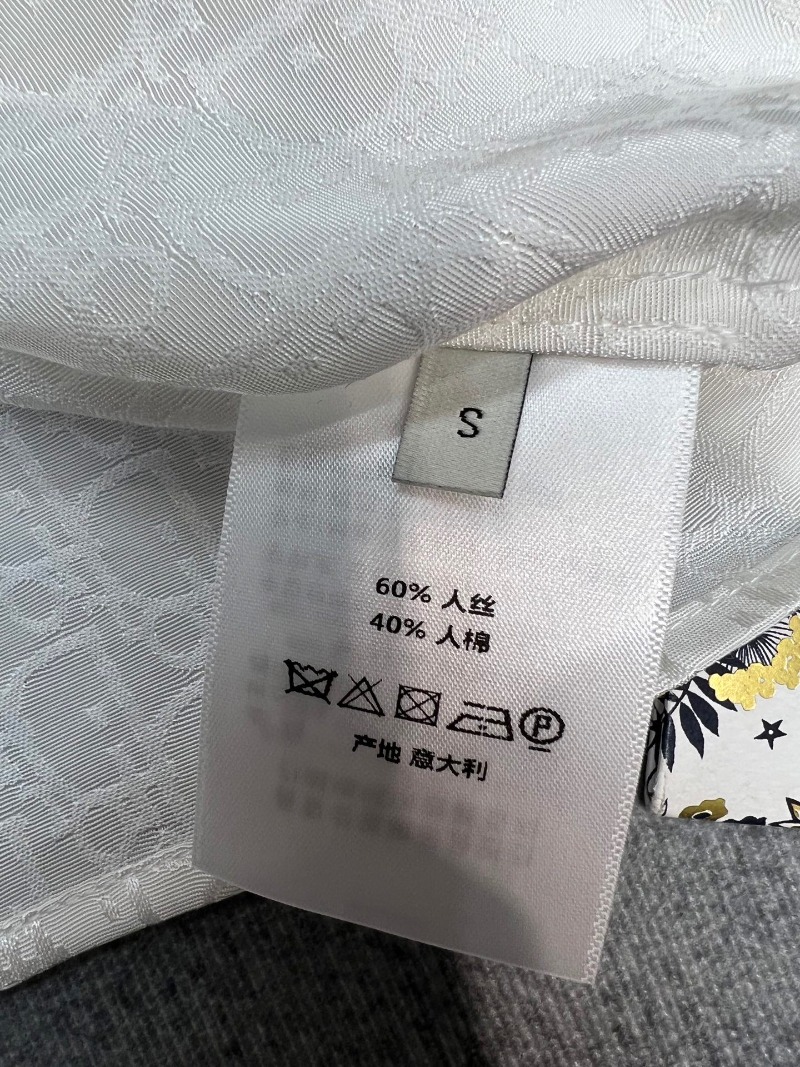 S
60% 人丝
40% 人棉
P
产地 意大利